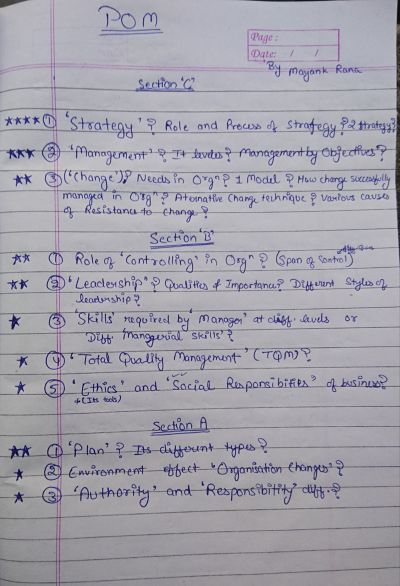 POM
Page:
Date: / /
By Mayank Rana
Section 'C'
★★★★ ① 'Strategy' ? Role and Process of strategy ? 2 strategy?
★★★ ② 'Management' ? It levels ? Management by Objectives ?
★★ ③ ('Change') ? Needs in Orgⁿ ? 1 Model ? How change successfully
managed in Orgⁿ ? Alternative Change technique ? Various causes
of Resistance to change ?
Section 'B'
★★ ① Role of 'Controlling' in Orgⁿ ? (Span of Control)
★★ ② 'Leadership' ? Qualities & Importance ? Different Styles of
leadership ?
★ ③ 'Skills' required by 'Manager' at diff. levels or
Diff. 'Manggerial skills' ?
★ ④ 'Total Quality Management' (TQM) ?
★ ⑤ 'Ethics' and 'Social Responsibities' of business?
+(Its tools)
Section A
★★ ① 'Plan' ? Its different types ?
★ ② Environment effect 'Organisation Changes' ?
★ ③ 'Authority' and 'Responsibility' diff. ?